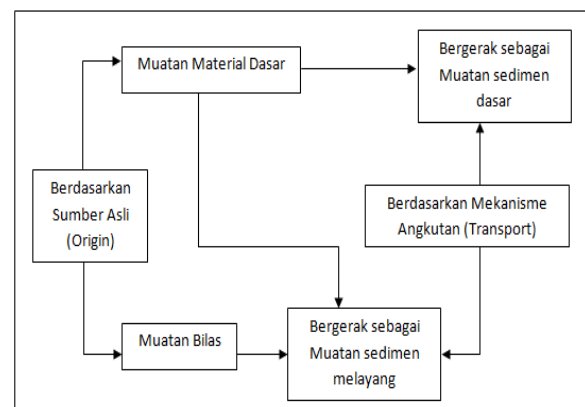 Muatan Material Dasar
Bergerak sebagai
Muatan sedimen
dasar
Berdasarkan
Sumber Asli
(Origin)
Berdasarkan Mekanisme
Angkutan (Transport)
Muatan Bilas
Bergerak sebagai
Muatan sedimen
melayang